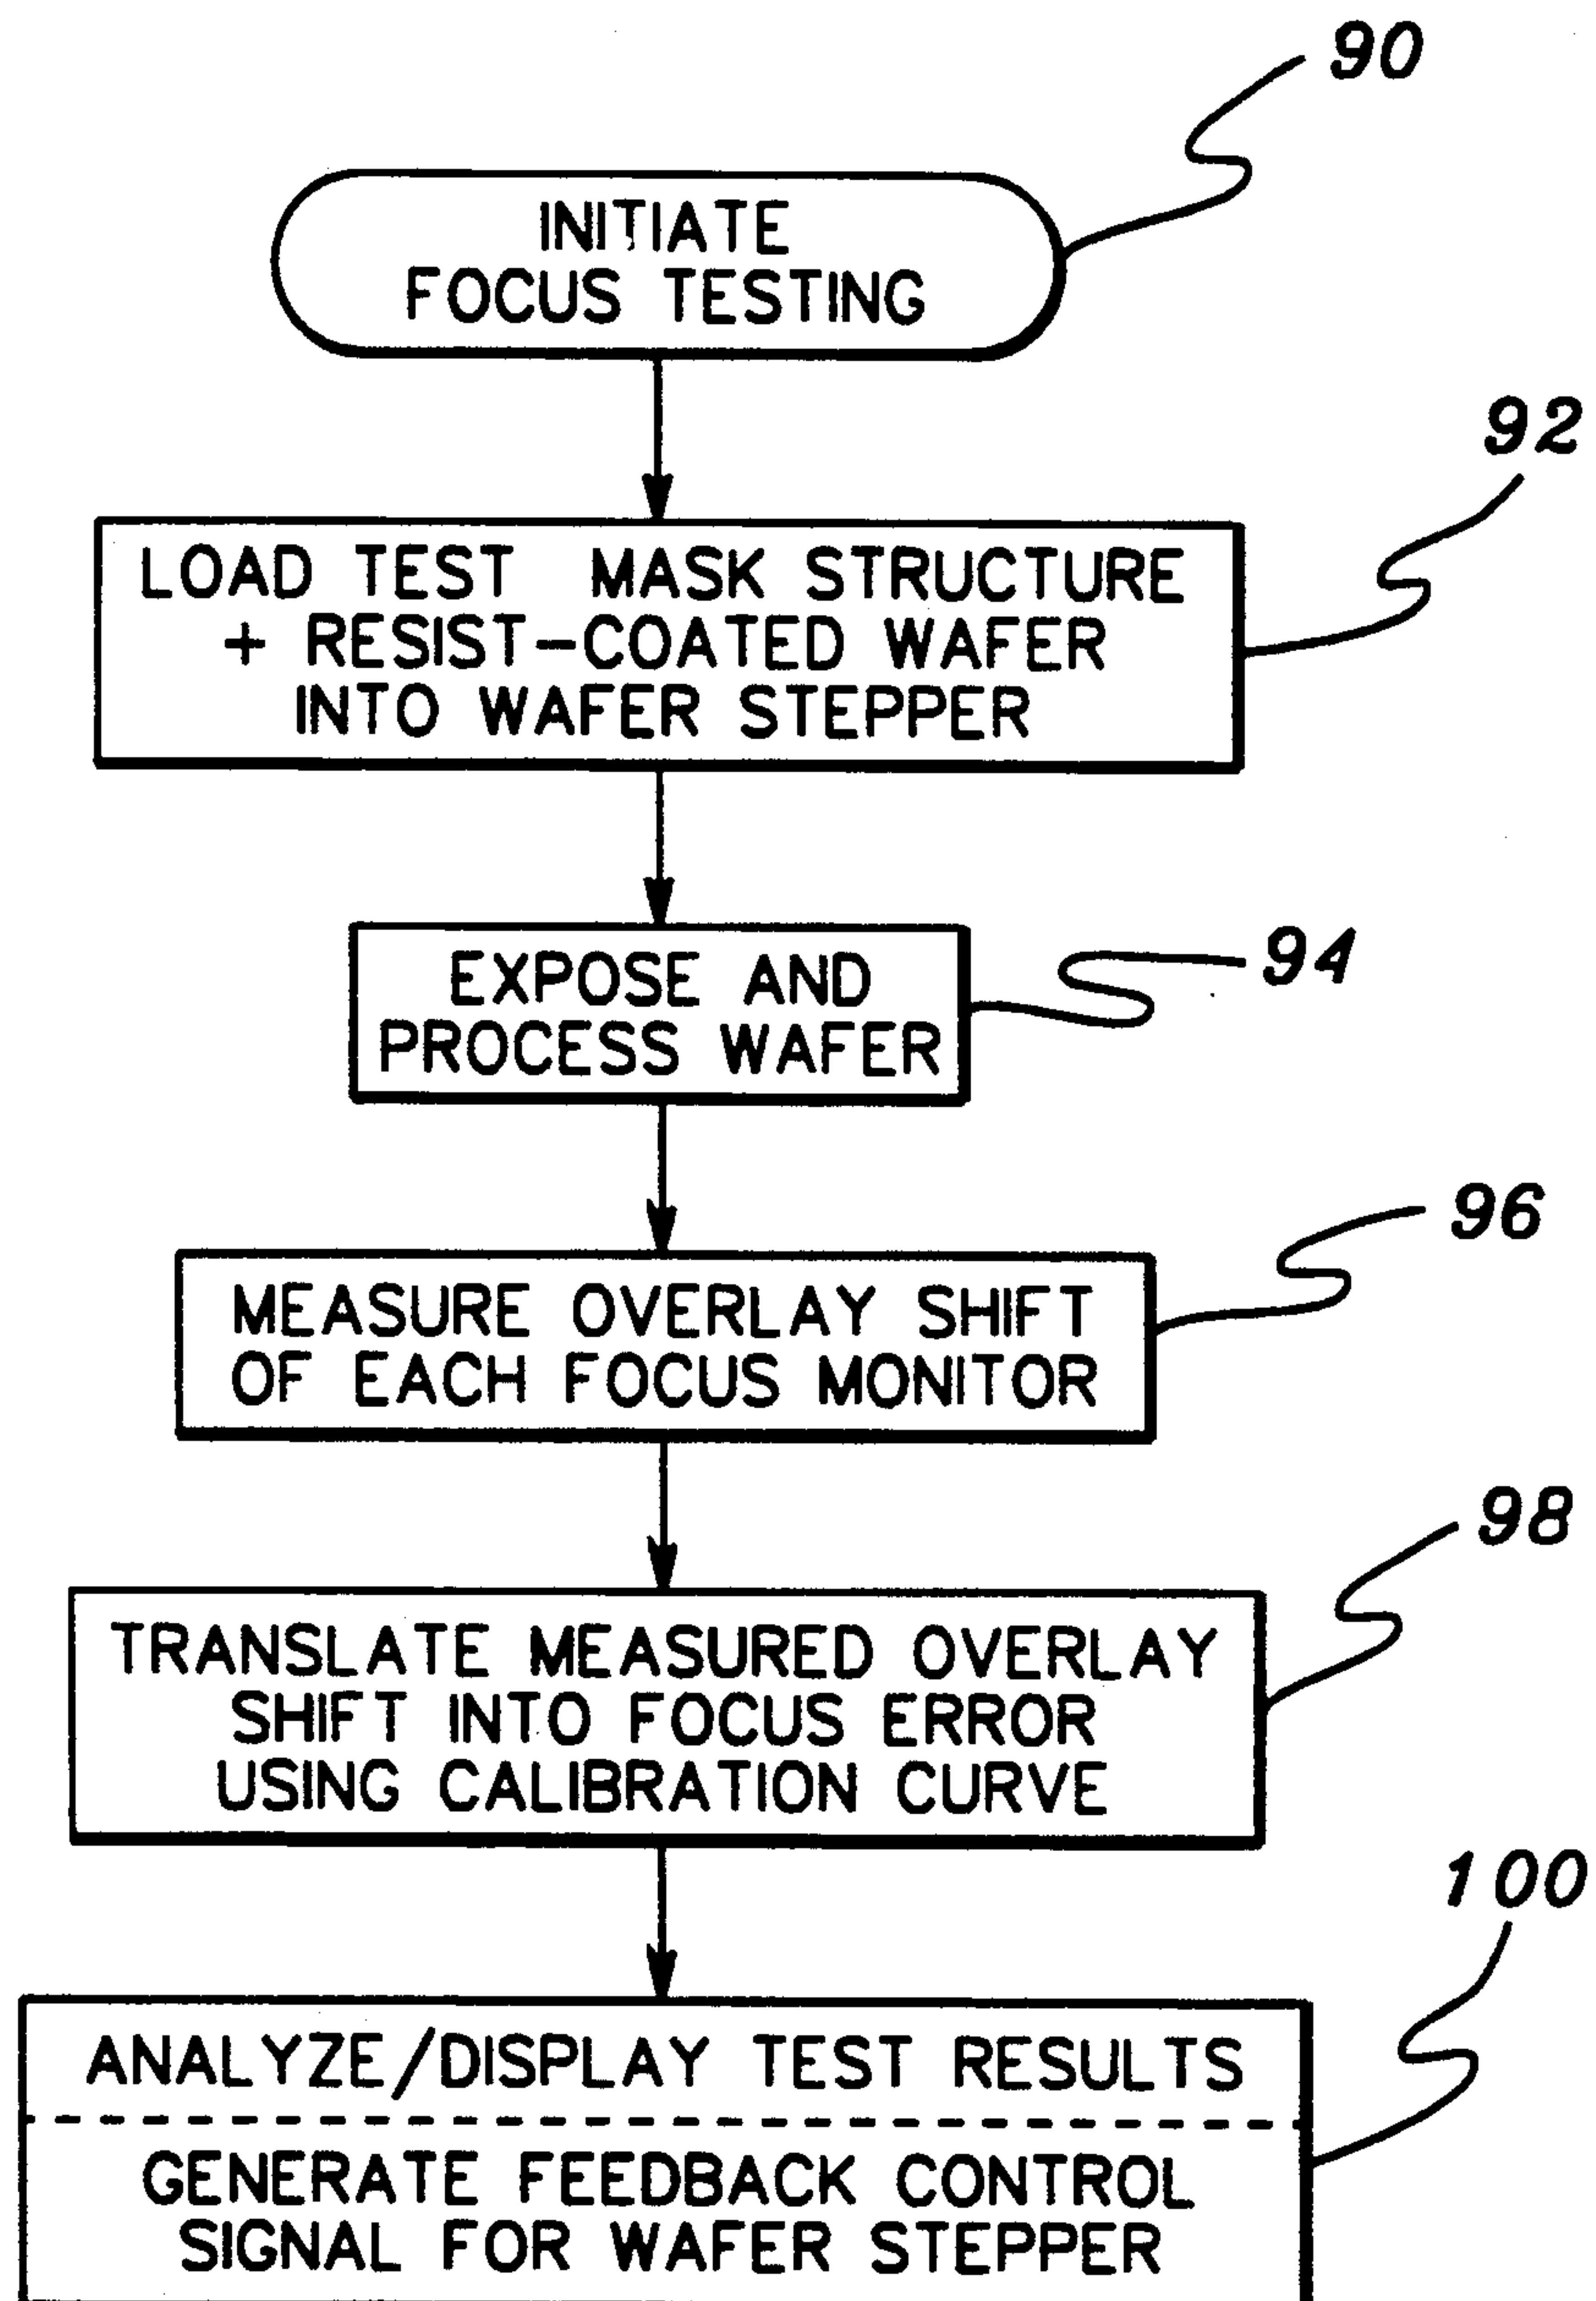 90
INITIATE
FOCUS TESTING
92
LOAD TEST MASK STRUCTURE
+ RESIST-COATED WAFER
INTO WAFER STEPPER
94
EXPOSE AND
PROCESS WAFER
96
MEASURE OVERLAY SHIFT
OF EACH FOCUS MONITOR
98
TRANSLATE MEASURED OVERLAY
SHIFT INTO FOCUS ERROR
USING CALIBRATION CURVE
100
ANALYZE/DISPLAY TEST RESULTS
GENERATE FEEDBACK CONTROL
SIGNAL FOR WAFER STEPPER